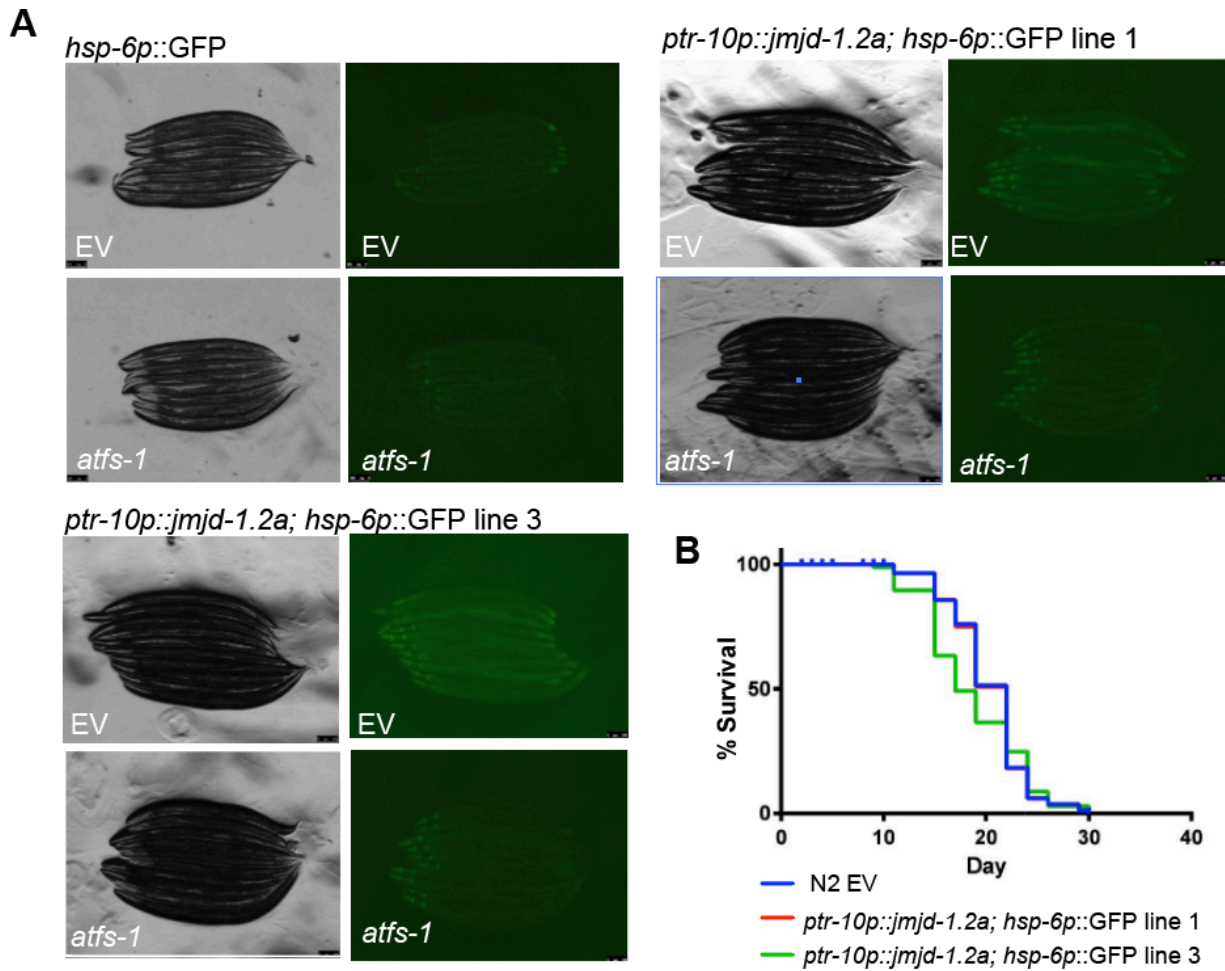 A
hsp-6p::GFP
ptr-10p::jmjd-1.2a; hsp-6p::GFP line 1
EV
EV
EV
EV
atfs-1
atfs-1
atfs-1
atfs-1
ptr-10p::jmjd-1.2a; hsp-6p::GFP line 3
EV
EV
atfs-1
atfs-1
B
% Survival
100
50
0
0 10 20 30 40
Day
N2 EV
ptr-10p::jmjd-1.2a; hsp-6p::GFP line 1
ptr-10p::jmjd-1.2a; hsp-6p::GFP line 3